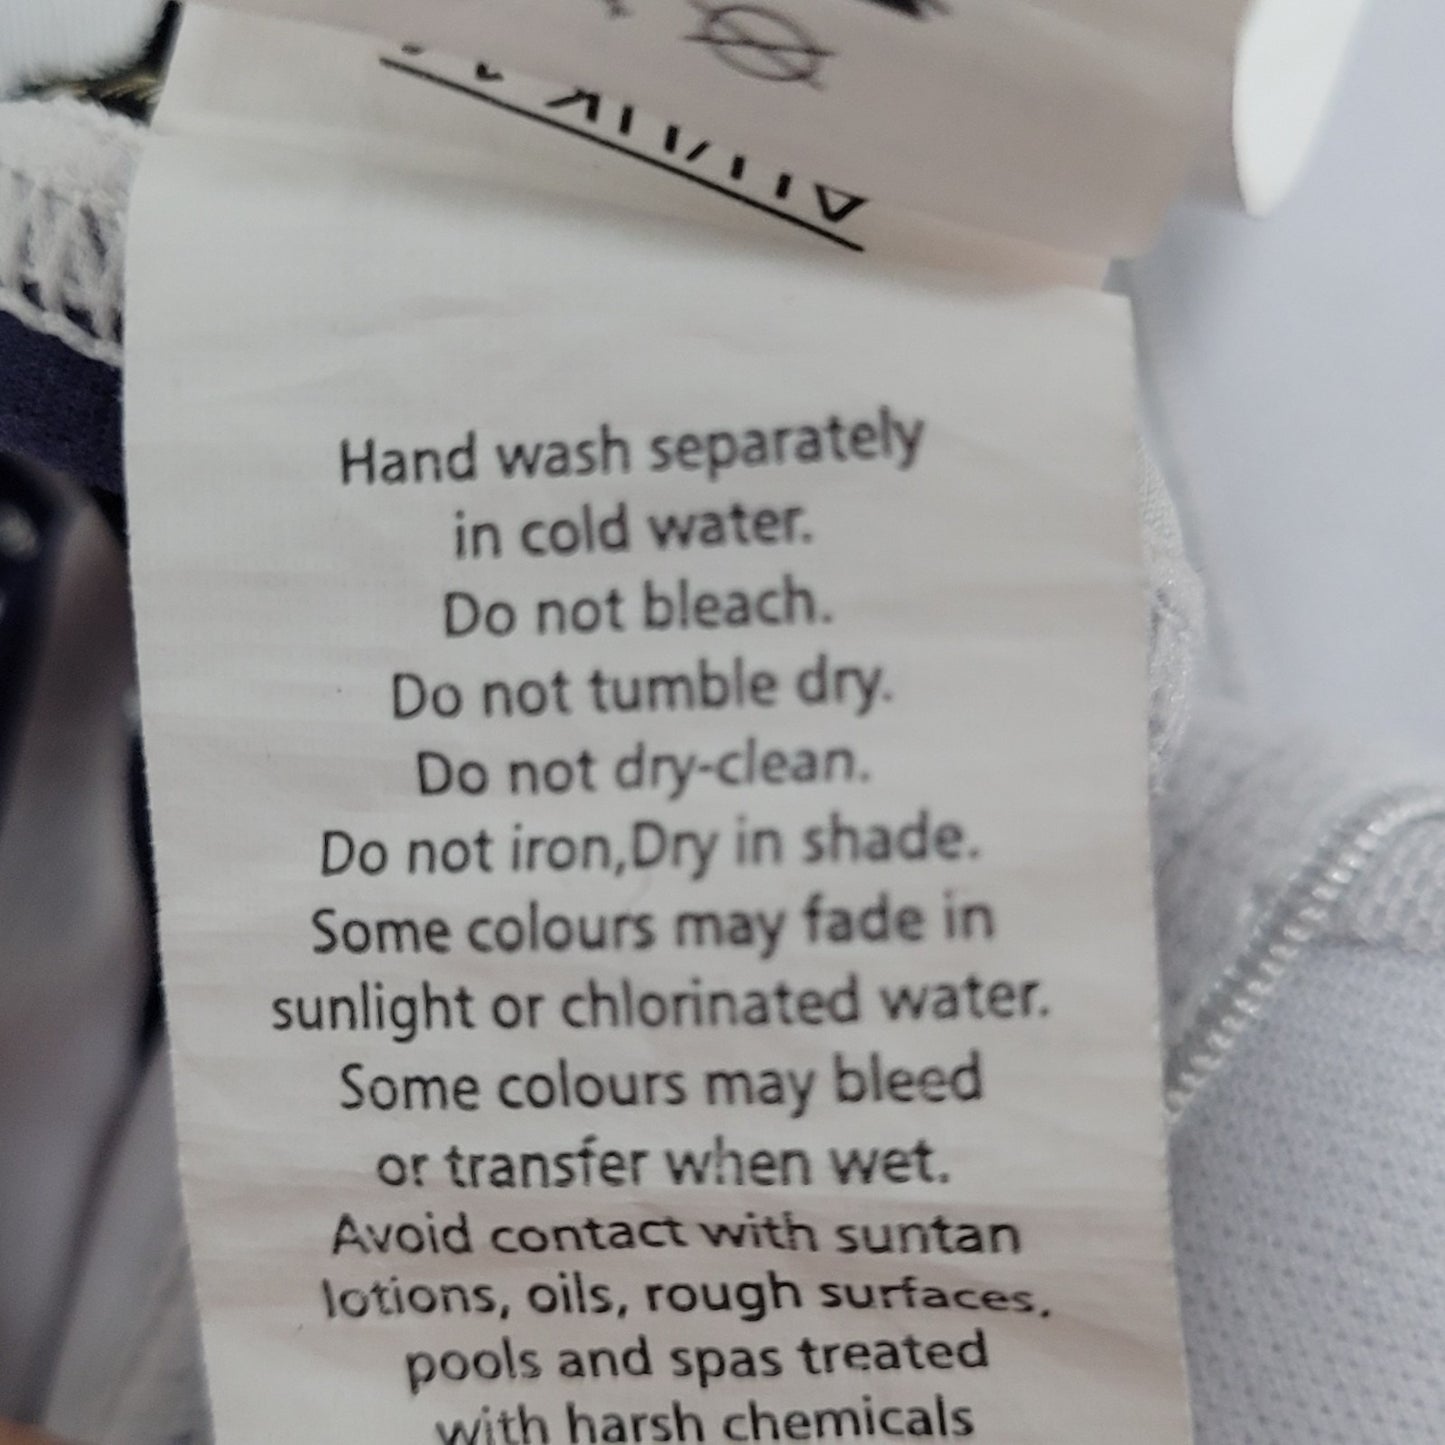 Hand wash separately
in cold water.
Do not bleach.
Do not tumble dry.
Do not dry-clean.
Do not iron,Dry in shade.
Some colours may fade in
sunlight or chlorinated water.
Some colours may bleed
or transfer when wet.
Avoid contact with suntan
lotions, oils, rough surfaces,
pools and spas treated
with harsh chemicals